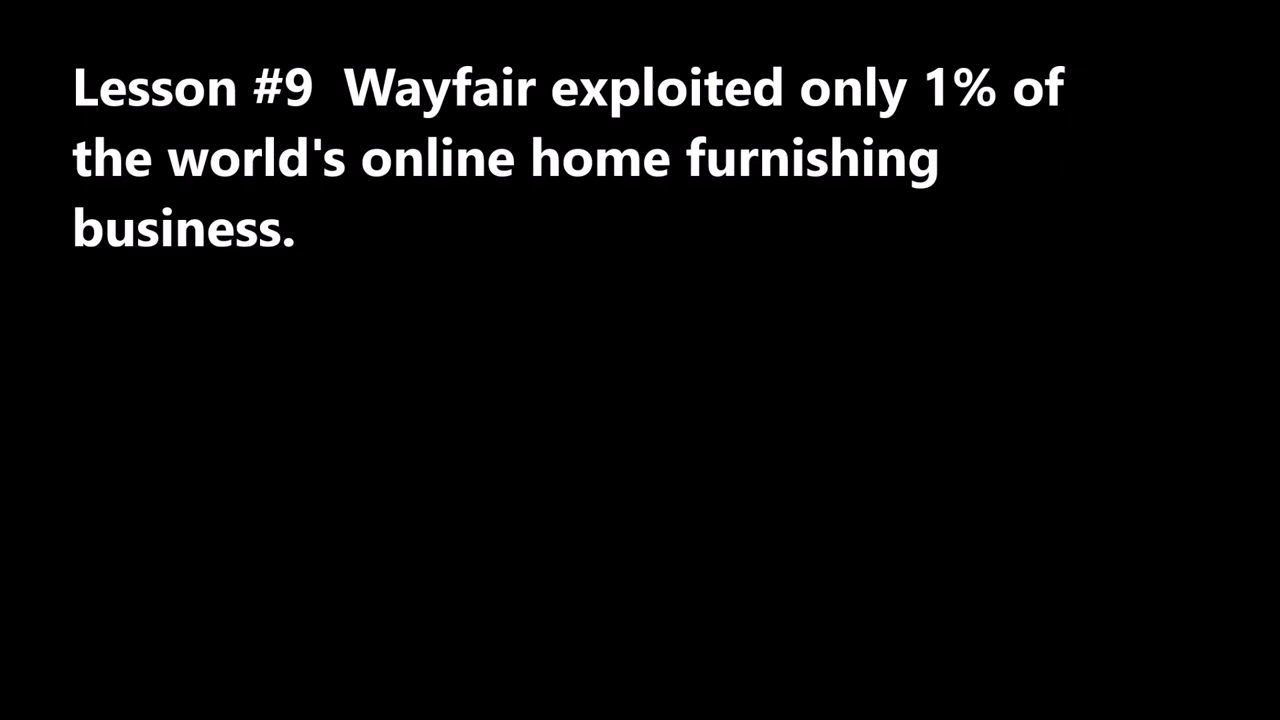 Lesson #9  Wayfair exploited only 1% of
the world's online home furnishing
business.